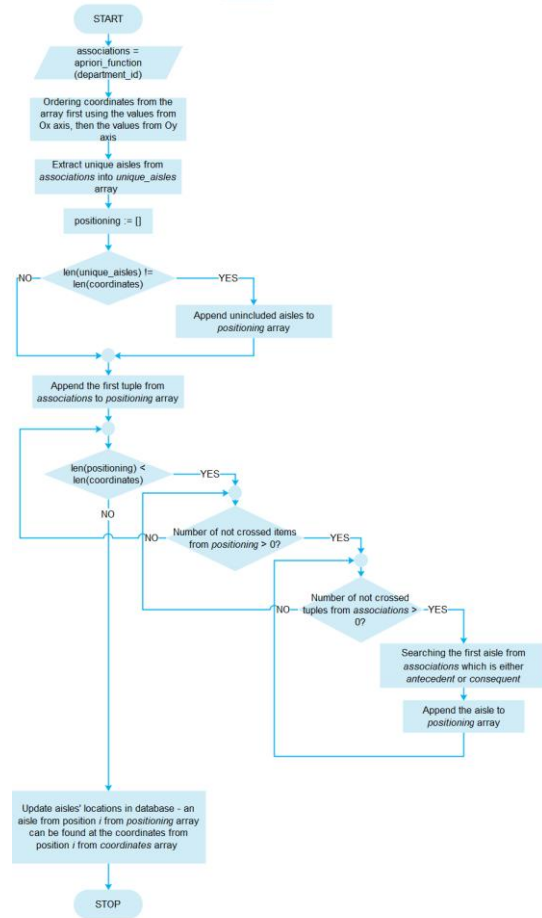 START
associations =
apriori_function
(department_id)
Ordering coordinates from the
array first using the values from
Ox axis, then the values from Oy
axis
Extract unique aisles from
associations into unique_aisles
array
positioning := []
len(unique_aisles) !=
len(coordinates)
NO
YES
Append unincluded aisles to
positioning array
Append the first tuple from
associations to positioning array
len(positioning) <
len(coordinates)
YES
NO
Number of not crossed items
from positioning > 0?
NO
YES
Number of not crossed
tuples from associations >
0?
NO
YES
Searching the first aisle from
associations which is either
antecedent or consequent
Append the aisle to
positioning array
Update aisles' locations in database - an
aisle from position i from positioning array
can be found at the coordinates from
position i from coordinates array
STOP